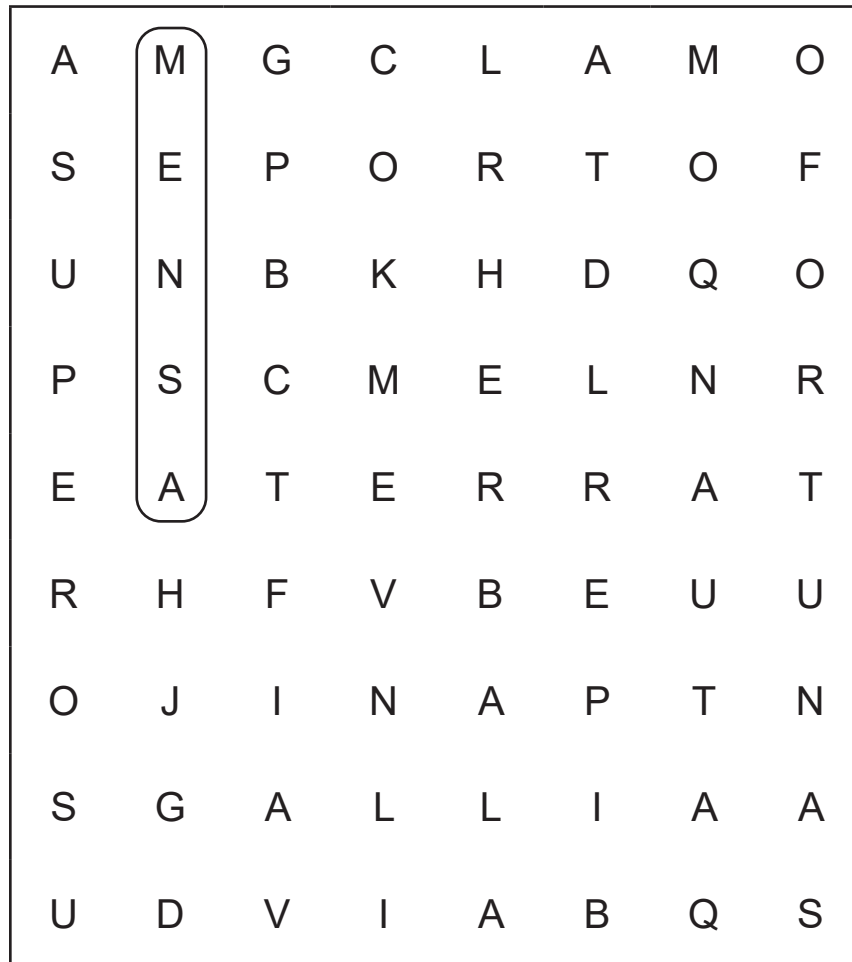 A M G C L A M O
S E P O R T O F
U N B K H D Q O
P S C M E L N R
E A T E R R A T
R H F V B E U U
O J I N A P T N
S G A L L I A A
U D V I A B Q S